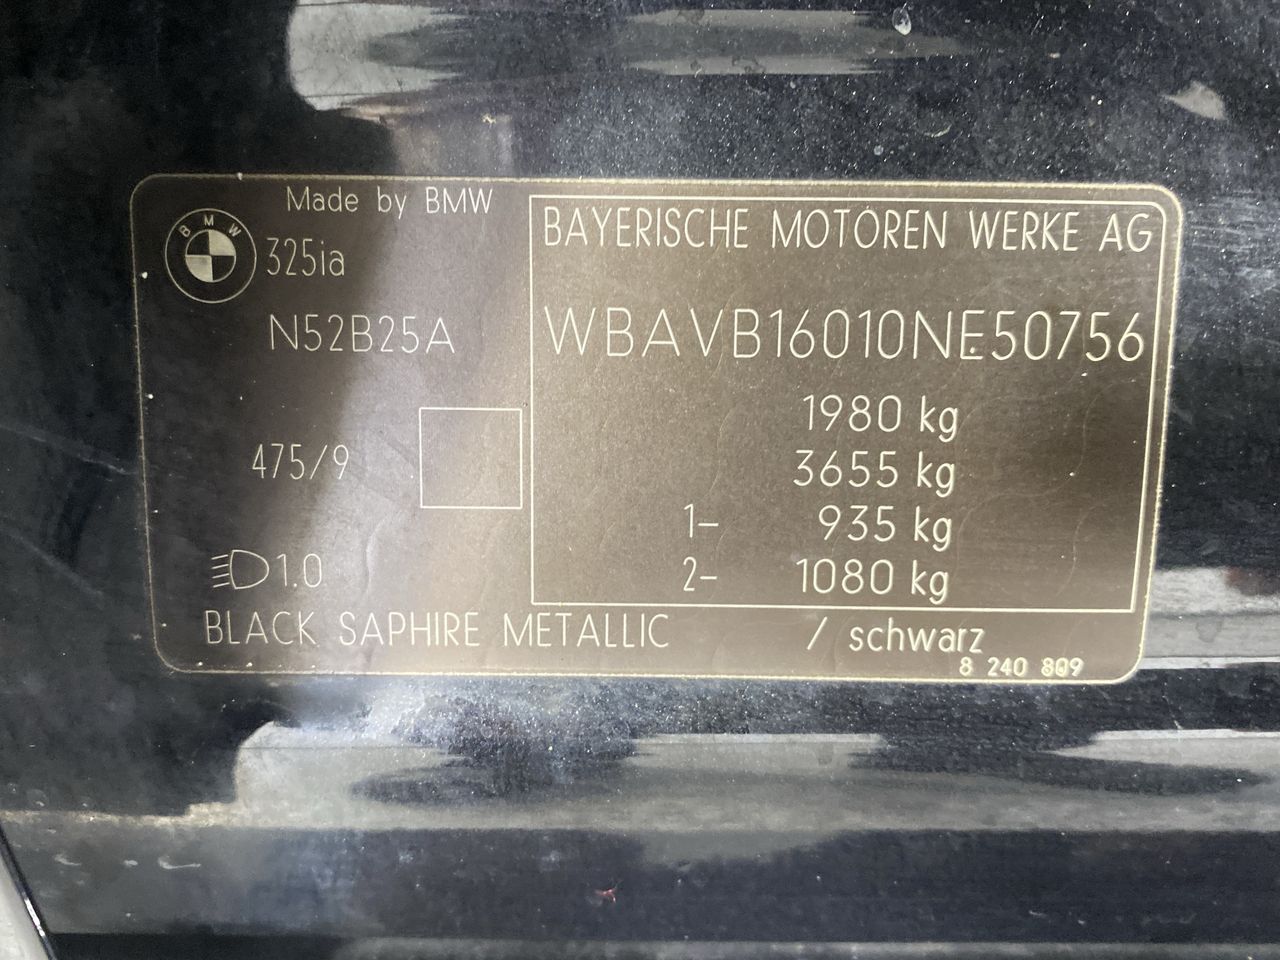 Made by BMW
BMW
325ia
N52B25A
475/9
1.0
BAYERISCHE MOTOREN WERKE AG
WBAVB16010NE50756
1980 kg
3655 kg
1- 935 kg
2- 1080 kg
BLACK SAPHIRE METALLIC / schwarz
8 240 809